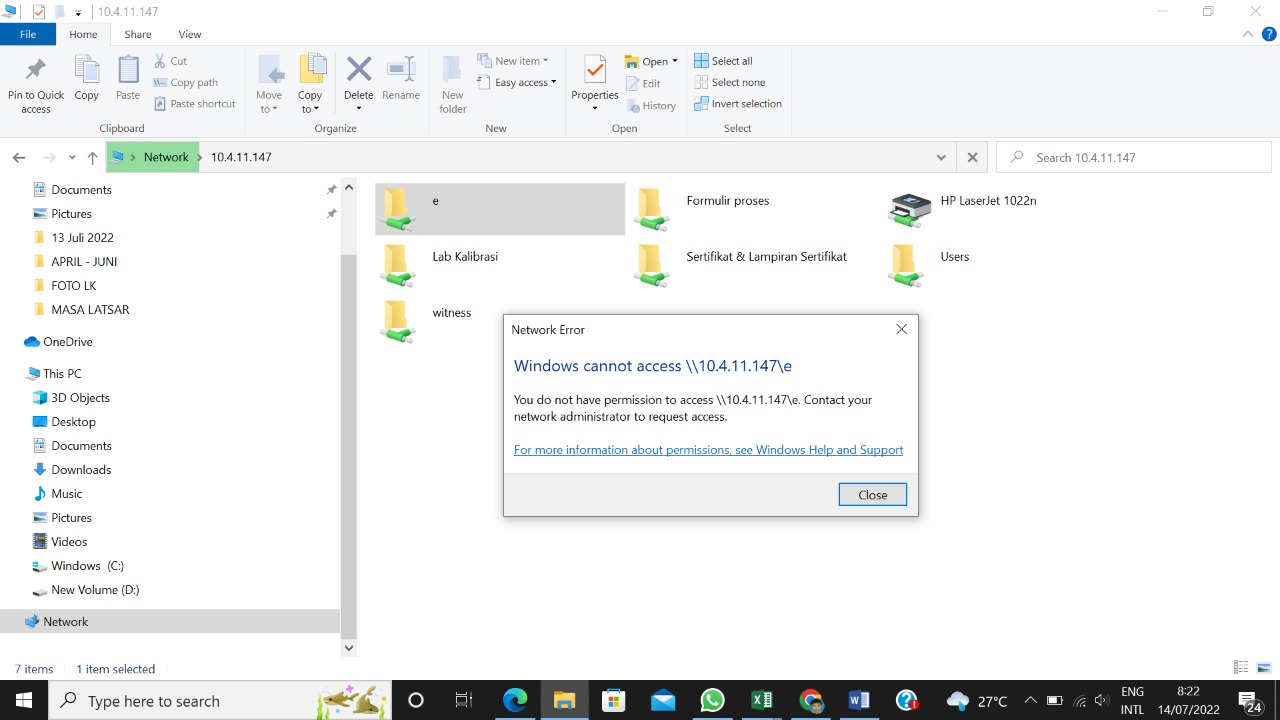 10.4.11.147
File
Home
Share
View
Pin to Quick
access
Copy
Paste
Cut
Copy path
Paste shortcut
Clipboard
Move
to
Copy
to
Delete
Rename
Organize
New
folder
New item
Easy access
New
Properties
Open
Edit
History
Open
Select all
Select none
Invert selection
Select
Network
10.4.11.147
Search 10.4.11.147
Documents
Pictures
13 Juli 2022
APRIL - JUNI
FOTO LK
MASA LATSAR
OneDrive
This PC
3D Objects
Desktop
Documents
Downloads
Music
Pictures
Videos
Windows (C:)
New Volume (D:)
Network
e
Formulir proses
HP LaserJet 1022n
Lab Kalibrasi
Sertifikat & Lampiran Sertifikat
Users
witness
Network Error
Windows cannot access \\10.4.11.147\e
You do not have permission to access \\10.4.11.147\e. Contact your
network administrator to request access.
For more information about permissions, see Windows Help and Support
Close
7 items
1 item selected
Type here to search
27°C
ENG
INTL
8:22
14/07/2022
24